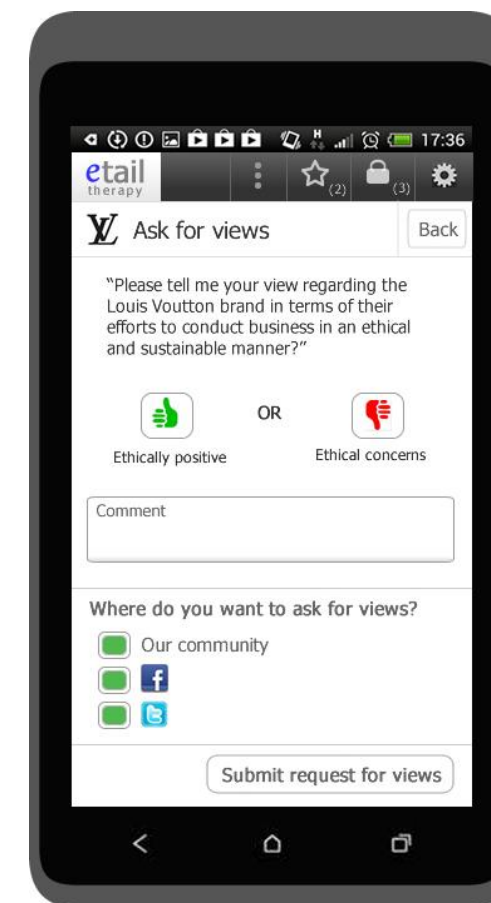 H 17:36
etail
therapy
(2)
(3)
LV Ask for views
Back
“Please tell me your view regarding the
Louis Voutton brand in terms of their
efforts to conduct business in an ethical
and sustainable manner?”
OR
Ethically positive
Ethical concerns
Comment
Where do you want to ask for views?
Our community
f
Submit request for views